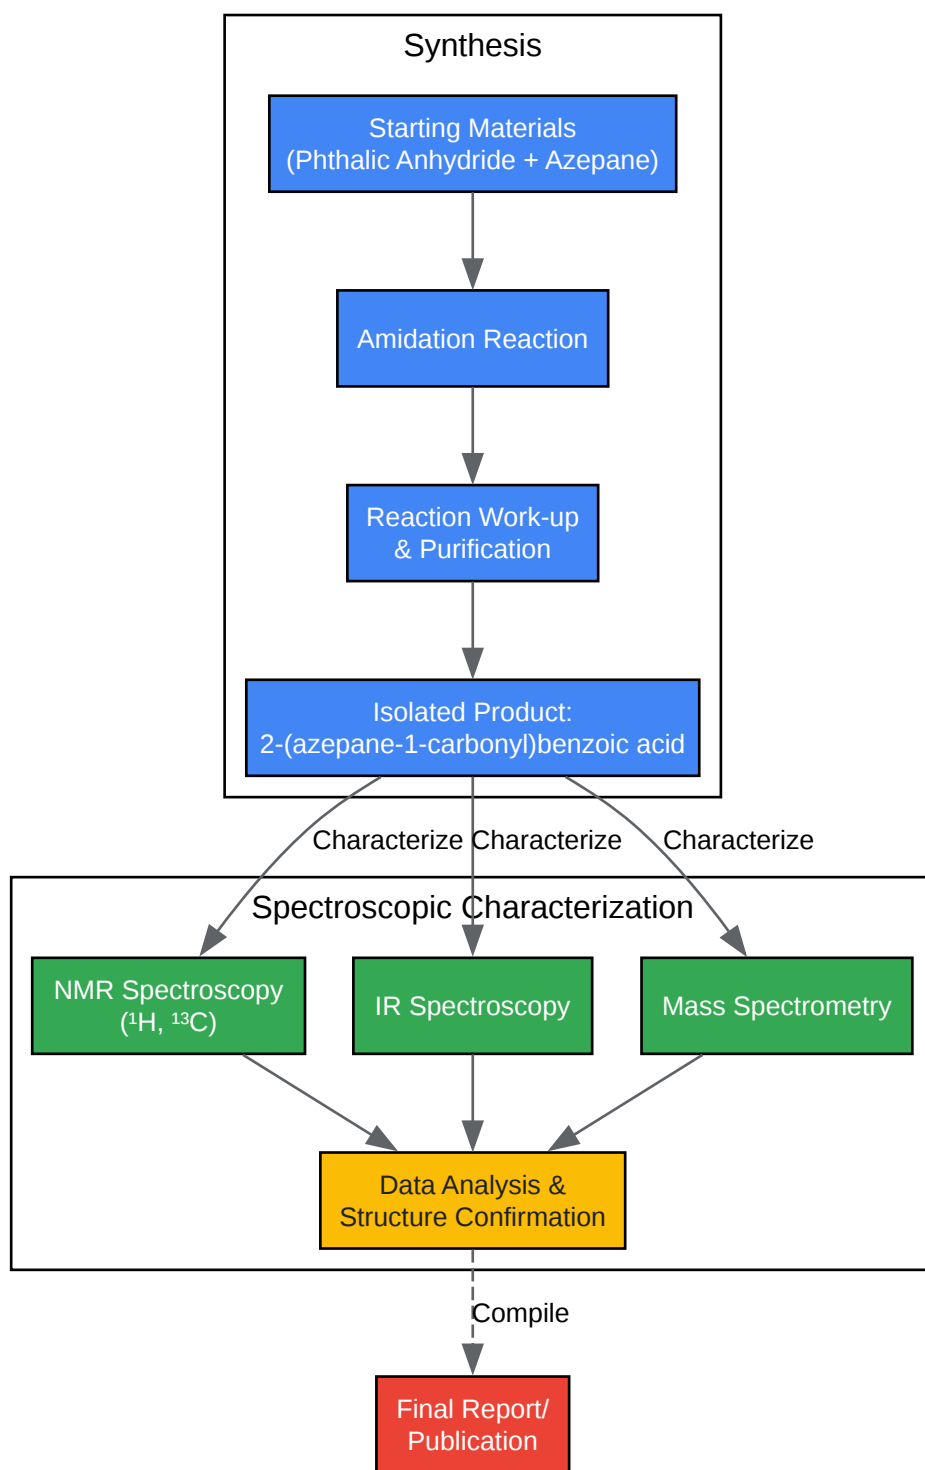 Synthesis
Starting Materials
(Phthalic Anhydride + Azepane)
Amidation Reaction
Reaction Work-up
& Purification
Isolated Product:
2-(azepane-1-carbonyl)benzoic acid
Characterize
Characterize
Characterize
Spectroscopic Characterization
NMR Spectroscopy
(¹H, ¹³C)
IR Spectroscopy
Mass Spectrometry
Data Analysis &
Structure Confirmation
Compile
Final Report/
Publication